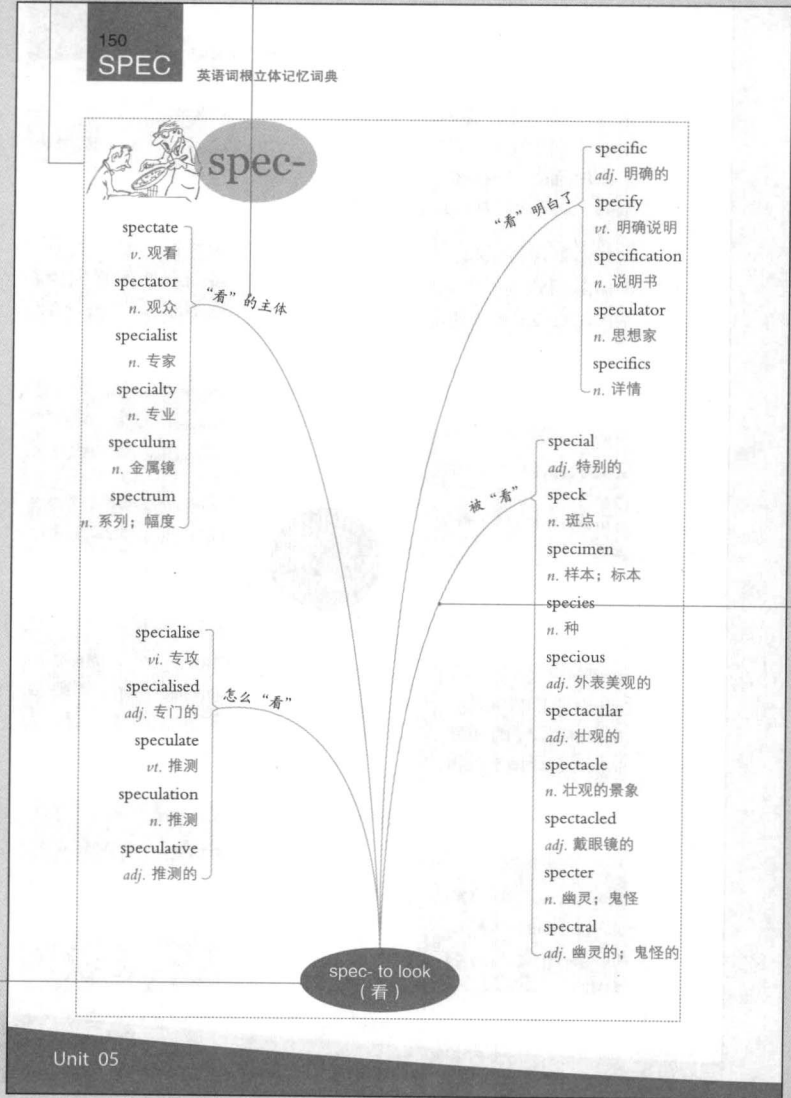 150
SPEC
英语词根立体记忆词典
spec-
spectate
v. 观看
spectator
n. 观众
specialist
n. 专家
specialty
n. 专业
speculum
n. 金属镜
spectrum
n. 系列；幅度
“看”的主体
specialise
vi. 专攻
specialised
adj. 专门的
speculate
vt. 推测
speculation
n. 推测
speculative
adj. 推测的
怎么“看”
“看”明白了
specific
adj. 明确的
specify
vt. 明确说明
specification
n. 说明书
speculator
n. 思想家
specifics
n. 详情
被“看”
special
adj. 特别的
speck
n. 斑点
specimen
n. 样本；标本
species
n. 种
specious
adj. 外表美观的
spectacular
adj. 壮观的
spectacle
n. 壮观的景象
spectacled
adj. 戴眼镜的
specter
n. 幽灵；鬼怪
spectral
adj. 幽灵的；鬼怪的
spec- to look
（看）
Unit 05